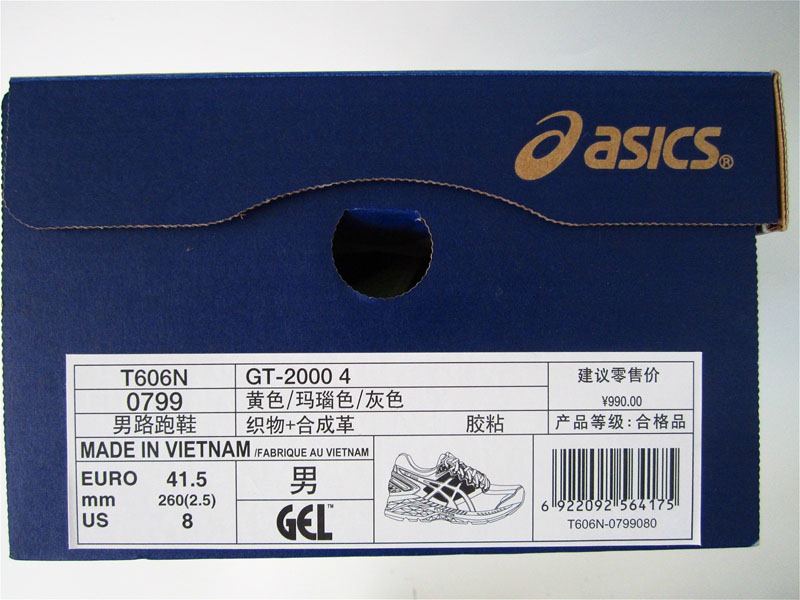 asics®
T606N
GT-2000 4
建议零售价
0799
黄色/玛瑙色/灰色
¥990.00
男路跑鞋
织物+合成革 胶粘
产品等级:合格品
MADE IN VIETNAM /FABRIQUE AU VIETNAM
EURO 41.5
mm 260(2.5)
US 8
男
GEL™
6 922092 564175
T606N-0799080